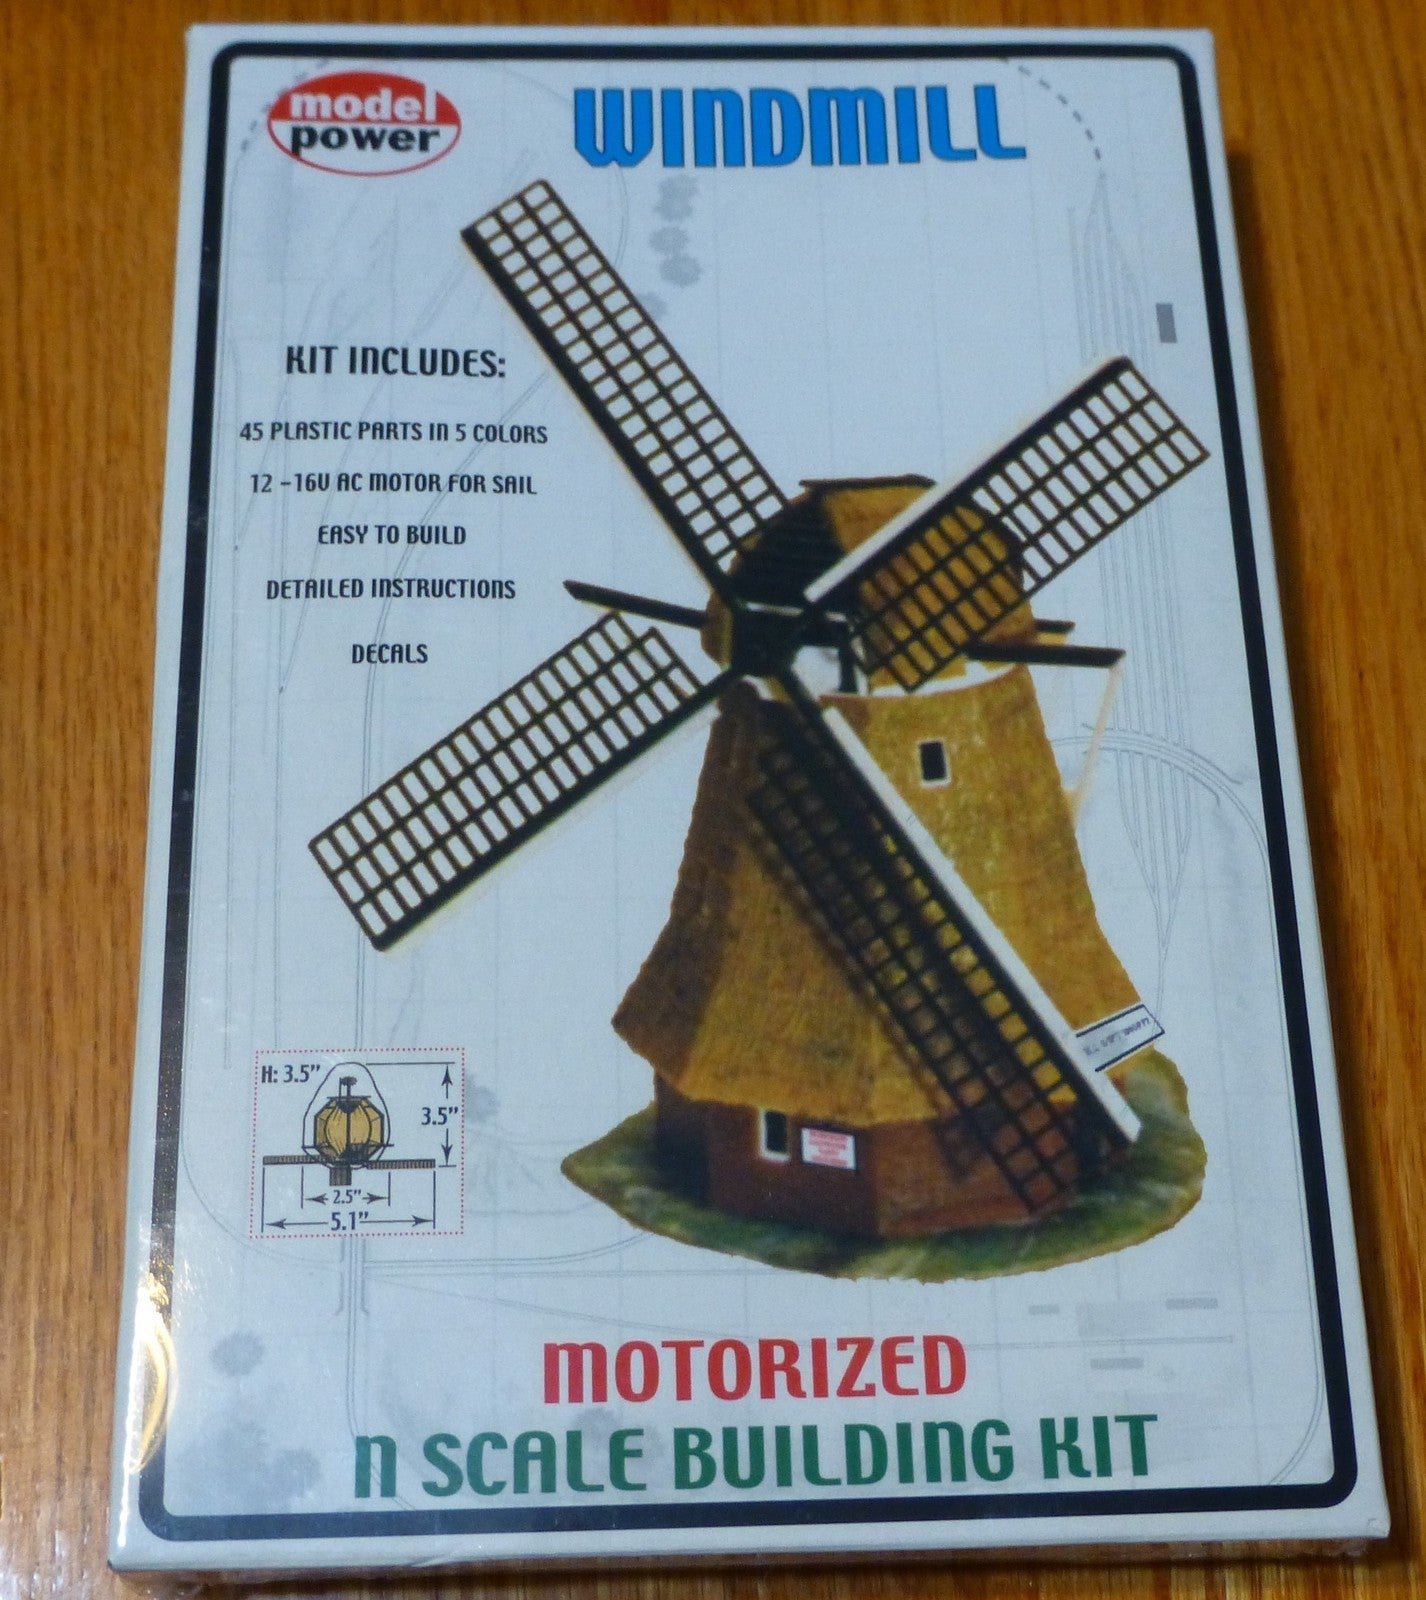 model
power
WINDMILL
KIT INCLUDES:
45 PLASTIC PARTS IN 5 COLORS
12 -16V AC MOTOR FOR SAIL
EASY TO BUILD
DETAILED INSTRUCTIONS
DECALS
H: 3.5"
3.5"
2.5"
5.1"
MOTORIZED
N SCALE BUILDING KIT